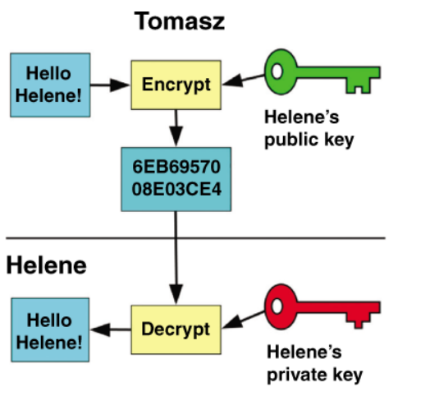 Tomasz
Hello
Helene!
Encrypt
Helene's
public key
6EB69570
08E03CE4
Helene
Hello
Helene!
Decrypt
Helene's
private key